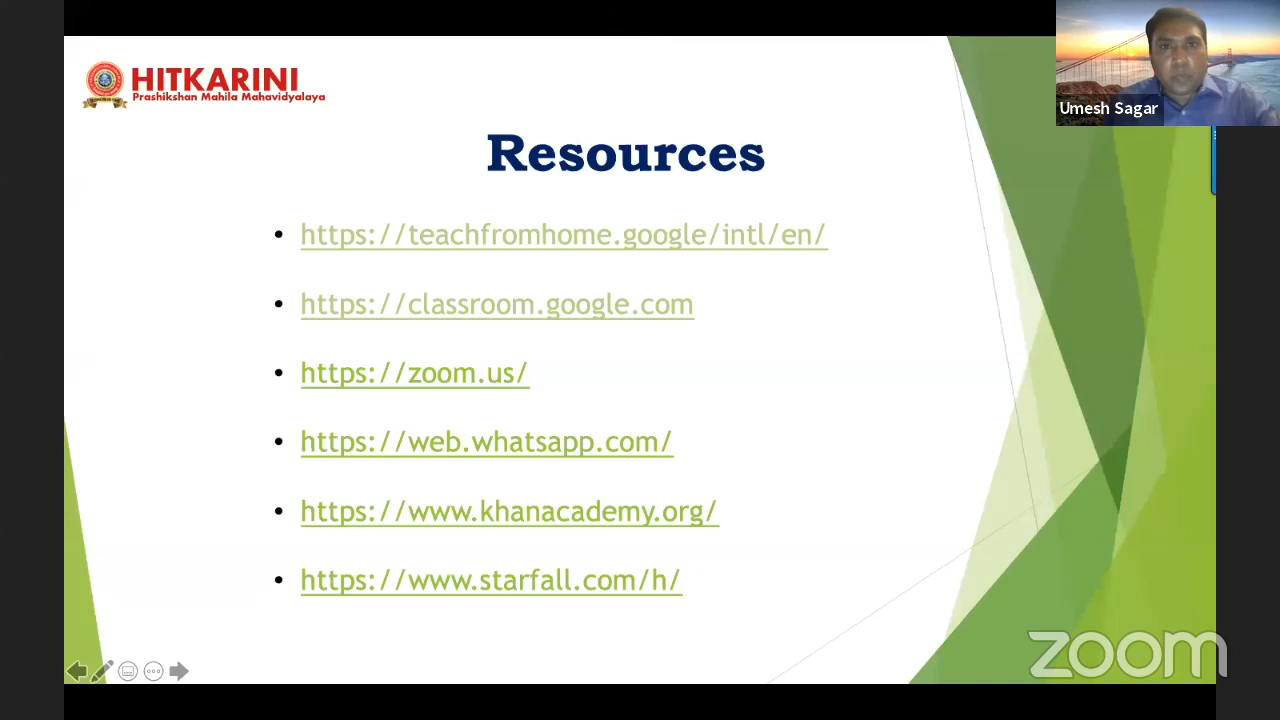 HITKARINI
Prashikshan Mahila Mahavidyalaya
Umesh Sagar
Resources
• https://teachfromhome.google/intl/en/
• https://classroom.google.com
• https://zoom.us/
• https://web.whatsapp.com/
• https://www.khanacademy.org/
• https://www.starfall.com/h/
zoom